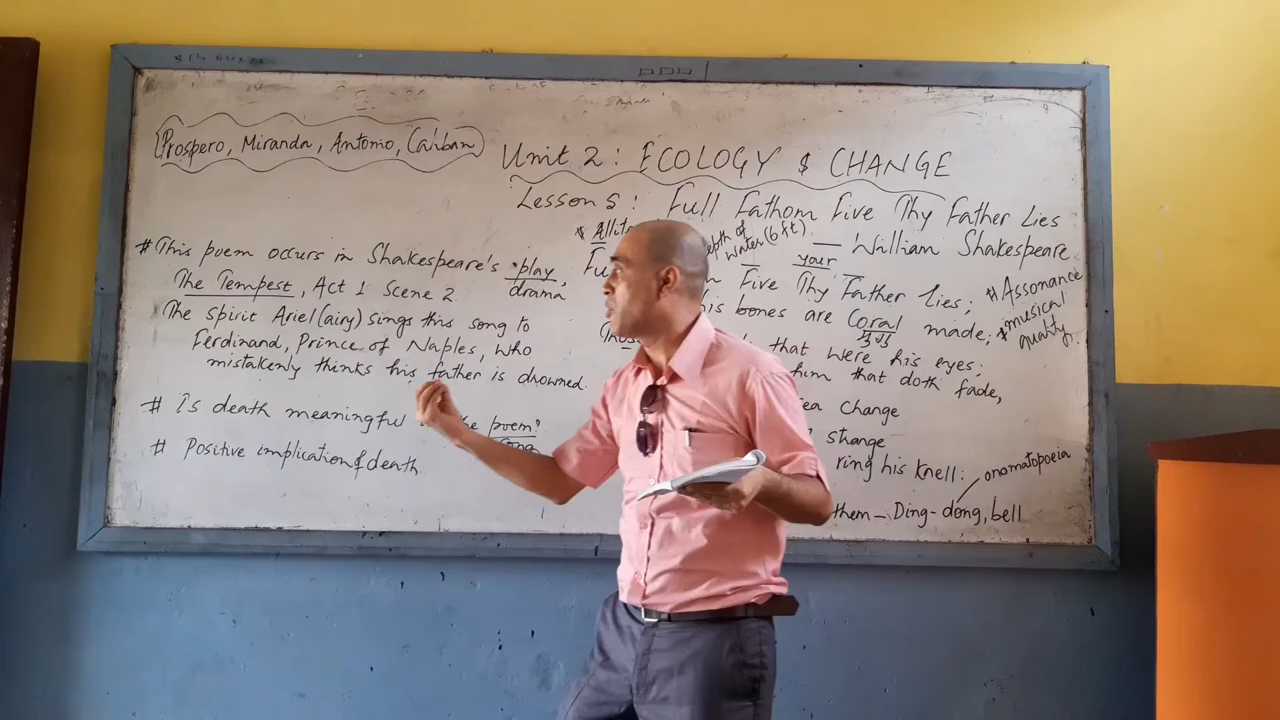 Prospero, Miranda, Antonio, Caliban
Unit 2 : ECOLOGY & CHANGE
Lesson 5 : Full Fathom Five Thy Father Lies
— William Shakespeare
# This poem occurs in Shakespeare's play,
drama
The Tempest, Act 1 Scene 2.
The spirit Ariel (airy) sings this song to
Ferdinand, Prince of Naples, who
mistakenly thinks his father is drowned.
# Is death meaningful poem?
# Positive implication of death.
water (6 ft)
your
Five Thy Father lies;
his bones are Coral made;
that were his eyes:
him that doth fade,
change
strange
ring his knell:
them — Ding-dong, bell
onomatopoeia
# Assonance
* musical
quality.